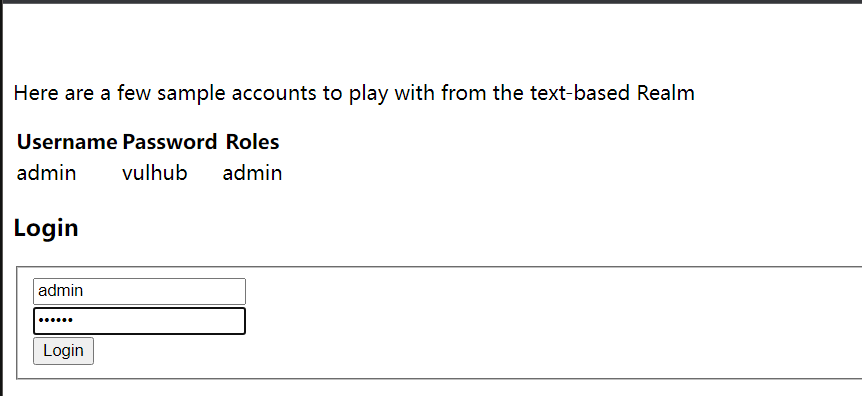 Here are a few sample accounts to play with from the text-based Realm
Username Password Roles
admin vulhub admin
Login
admin
••••••
Login